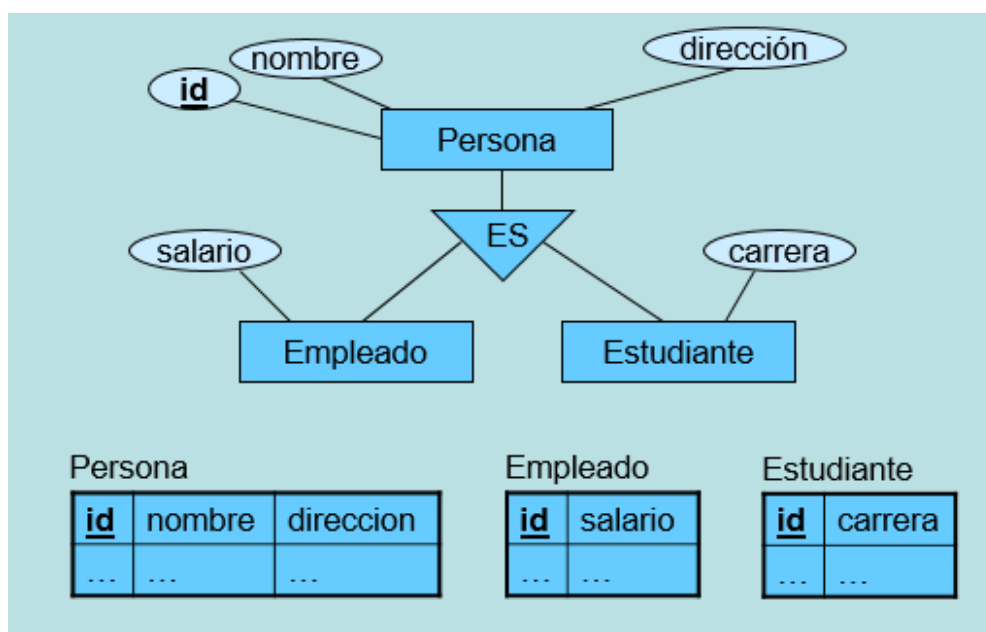 nombre
dirección
id
Persona
ES
salario
carrera
Empleado
Estudiante
Persona
id nombre direccion
... ... ...
Empleado
id salario
... ...
Estudiante
id carrera
... ...